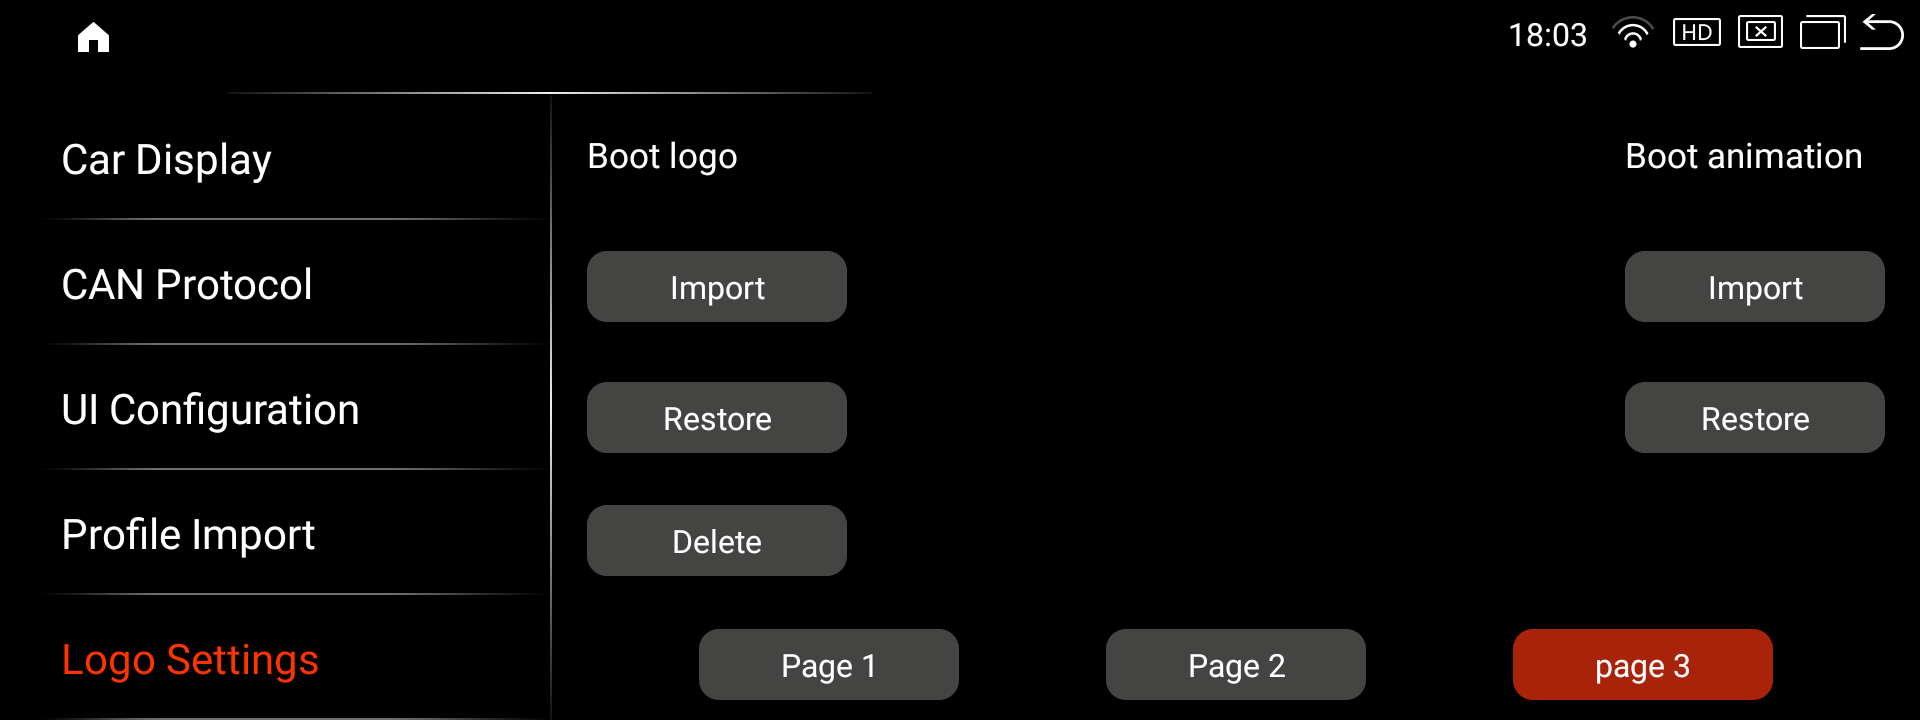 18:03
HD
Car Display
CAN Protocol
UI Configuration
Profile Import
Logo Settings
Boot logo
Boot animation
Import
Import
Restore
Restore
Delete
Page 1
Page 2
page 3